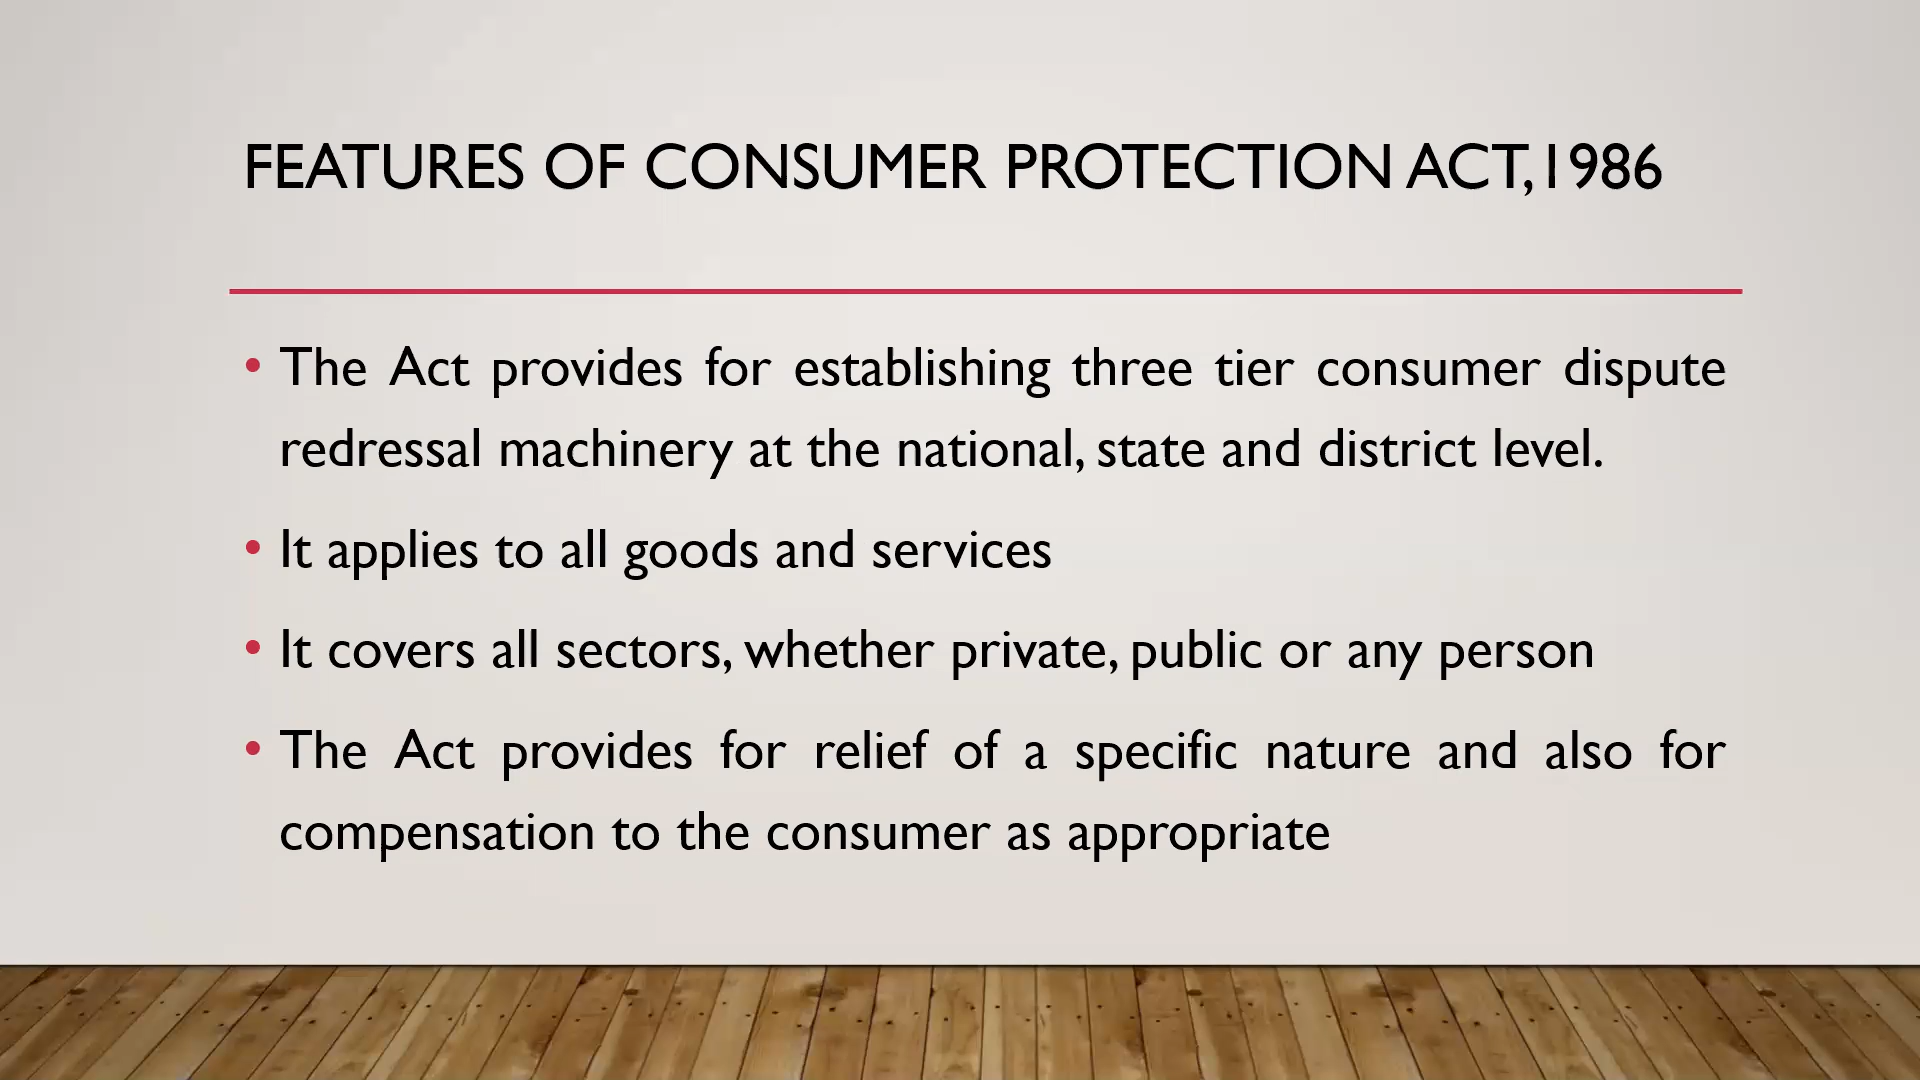 FEATURES OF CONSUMER PROTECTION ACT,1986
• The Act provides for establishing three tier consumer dispute
redressal machinery at the national, state and district level.
• It applies to all goods and services
• It covers all sectors, whether private, public or any person
• The Act provides for relief of a specific nature and also for
compensation to the consumer as appropriate